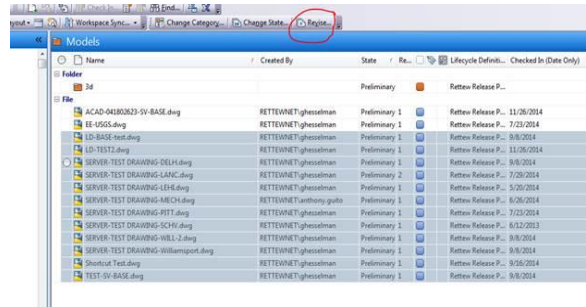 Find...
Workspace Sync... Change Category... Change State... Revise...
Models
Name / Created By State / Re... Lifecycle Definiti... Checked In (Date Only)
Folder
3d Preliminary Rettew Release P...
File
ACAD-041802623-SV-BASE.dwg RETTEWNET\ghesselman Preliminary 1 Rettew Release P... 11/26/2014
EE-USGS.dwg RETTEWNET\ghesselman Preliminary 1 Rettew Release P... 7/23/2014
LD-BASE-test.dwg RETTEWNET\ghesselman Preliminary 1 Rettew Release P... 9/8/2014
LD-TEST2.dwg RETTEWNET\ghesselman Preliminary 1 Rettew Release P... 11/26/2014
SERVER-TEST DRAWING-DELH.dwg RETTEWNET\ghesselman Preliminary 1 Rettew Release P... 9/8/2014
SERVER-TEST DRAWING-LANC.dwg RETTEWNET\ghesselman Preliminary 2 Rettew Release P... 7/29/2014
SERVER-TEST DRAWING-LEHI.dwg RETTEWNET\ghesselman Preliminary 1 Rettew Release P... 5/20/2014
SERVER-TEST DRAWING-MECH.dwg RETTEWNET\anthony.guito Preliminary 1 Rettew Release P... 6/26/2014
SERVER-TEST DRAWING-PITT.dwg RETTEWNET\ghesselman Preliminary 1 Rettew Release P... 7/23/2014
SERVER-TEST DRAWING-SCHV.dwg RETTEWNET\ghesselman Preliminary 1 Rettew Release P... 6/12/2013
SERVER-TEST DRAWING-WILL-2.dwg RETTEWNET\ghesselman Preliminary 1 Rettew Release P... 9/8/2014
SERVER-TEST DRAWING-Williamsport.dwg RETTEWNET\ghesselman Preliminary 1 Rettew Release P... 9/8/2014
Shortcut Test.dwg RETTEWNET\ghesselman Preliminary 1 Rettew Release P... 9/16/2014
TEST-SV-BASE.dwg RETTEWNET\ghesselman Preliminary 1 Rettew Release P... 9/8/2014